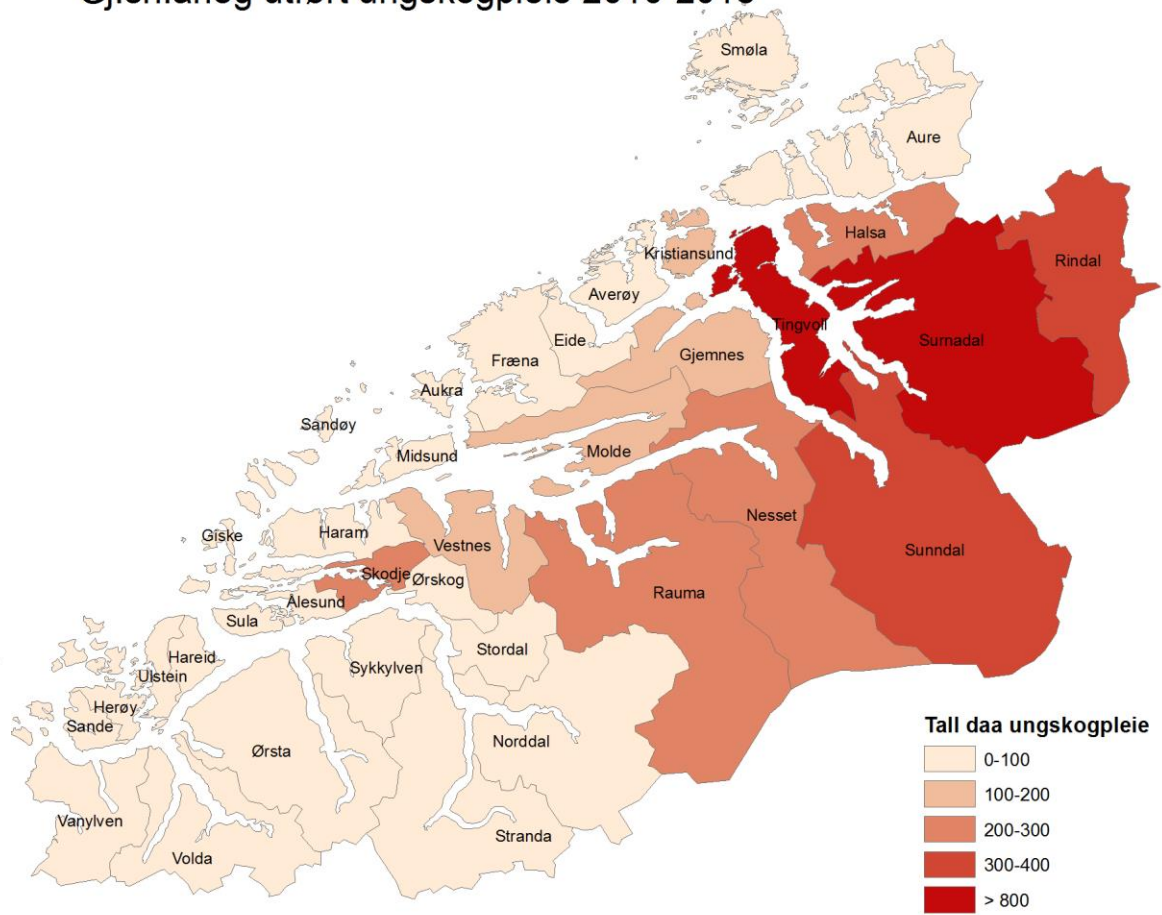 utført ungskogpleie
Smøla
Aure
Halsa
Rindal
Kristiansund
Averøy
Tingvoll
Surnadal
Eide
Fræna
Gjemnes
Aukra
Sandøy
Midsund
Molde
Nesset
Giske
Haram
Vestnes
Sunndal
Skodje
Ørskog
Rauma
Ålesund
Sula
Stordal
Hareid
Sykkylven
Ulstein
Herøy
Sande
Ørsta
Norddal
Vanylven
Volda
Stranda
Tall daa ungskogpleie
0-100
100-200
200-300
300-400
> 800